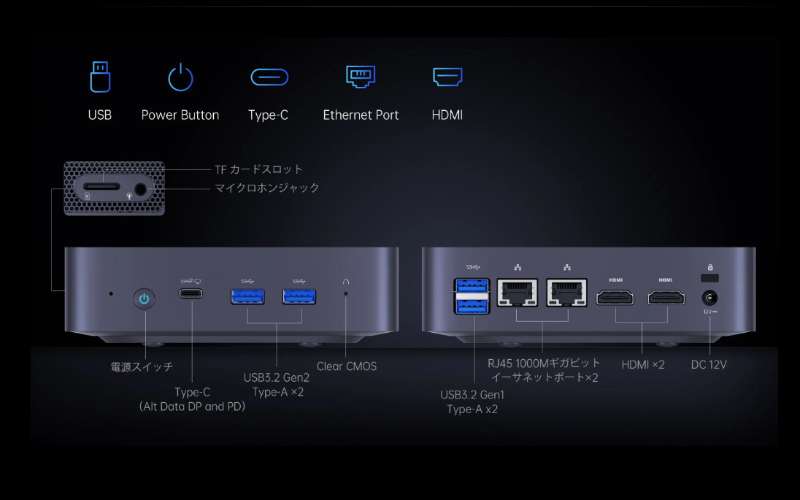 USB
Power Button
Type-C
Ethernet Port
HDMI
TF カードスロット
マイクロホンジャック
HDMI
HDMI
電源スイッチ
Type-C
(Alt Data DP and PD)
USB3.2 Gen2
Type-A ×2
Clear CMOS
USB3.2 Gen1
Type-A x2
RJ45 1000Mギガビット
イーサネットポート×2
HDMI ×2
DC 12V